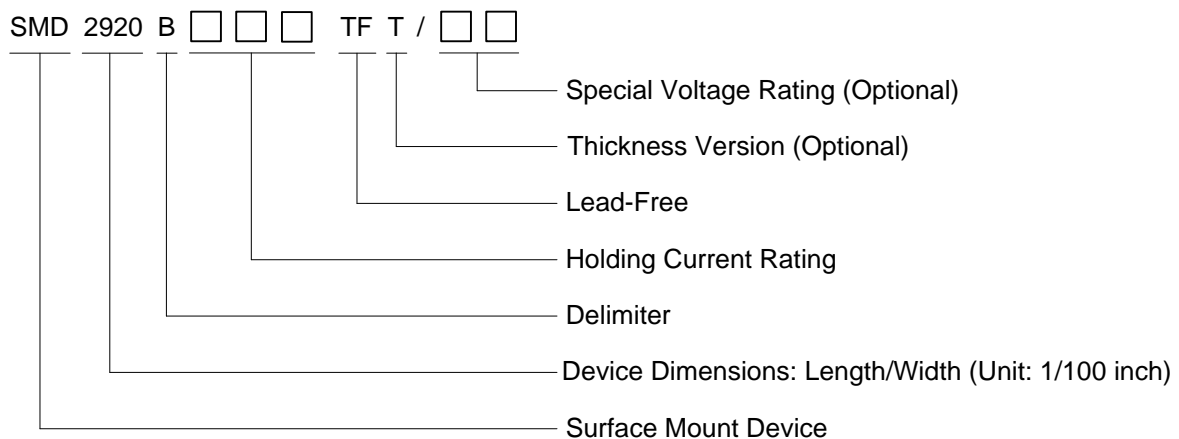 SMD 2920 B □ □ □ TF T / □ □
Special Voltage Rating (Optional)
Thickness Version (Optional)
Lead-Free
Holding Current Rating
Delimiter
Device Dimensions: Length/Width (Unit: 1/100 inch)
Surface Mount Device